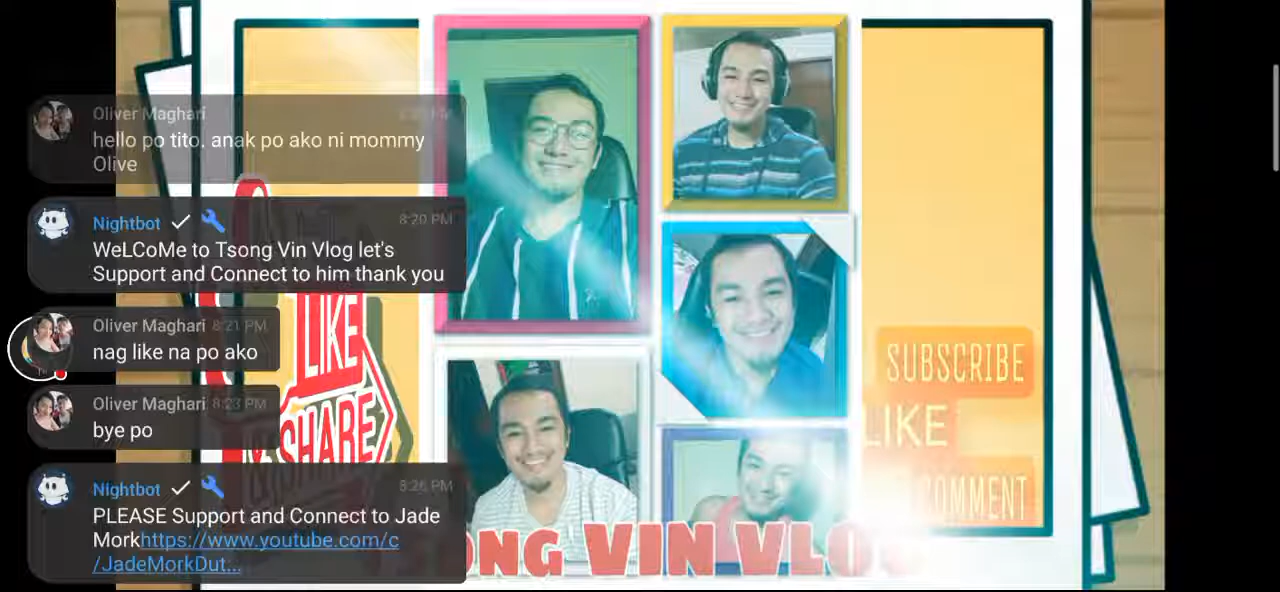 Oliver Maghari
hello po tito. anak po ako ni mommy
Olive
Nightbot 8:20 PM
WeLCoMe to Tsong Vin Vlog let's
Support and Connect to him thank you
Oliver Maghari 8:21 PM
nag like na po ako
Oliver Maghari 8:23 PM
bye po
Nightbot 8:26 PM
PLEASE Support and Connect to Jade
Morkhttps://www.youtube.com/c
/JadeMorkDut...
LIKE
SHARE
SUBSCRIBE
LIKE
COMMENT
ONG VIN VLO